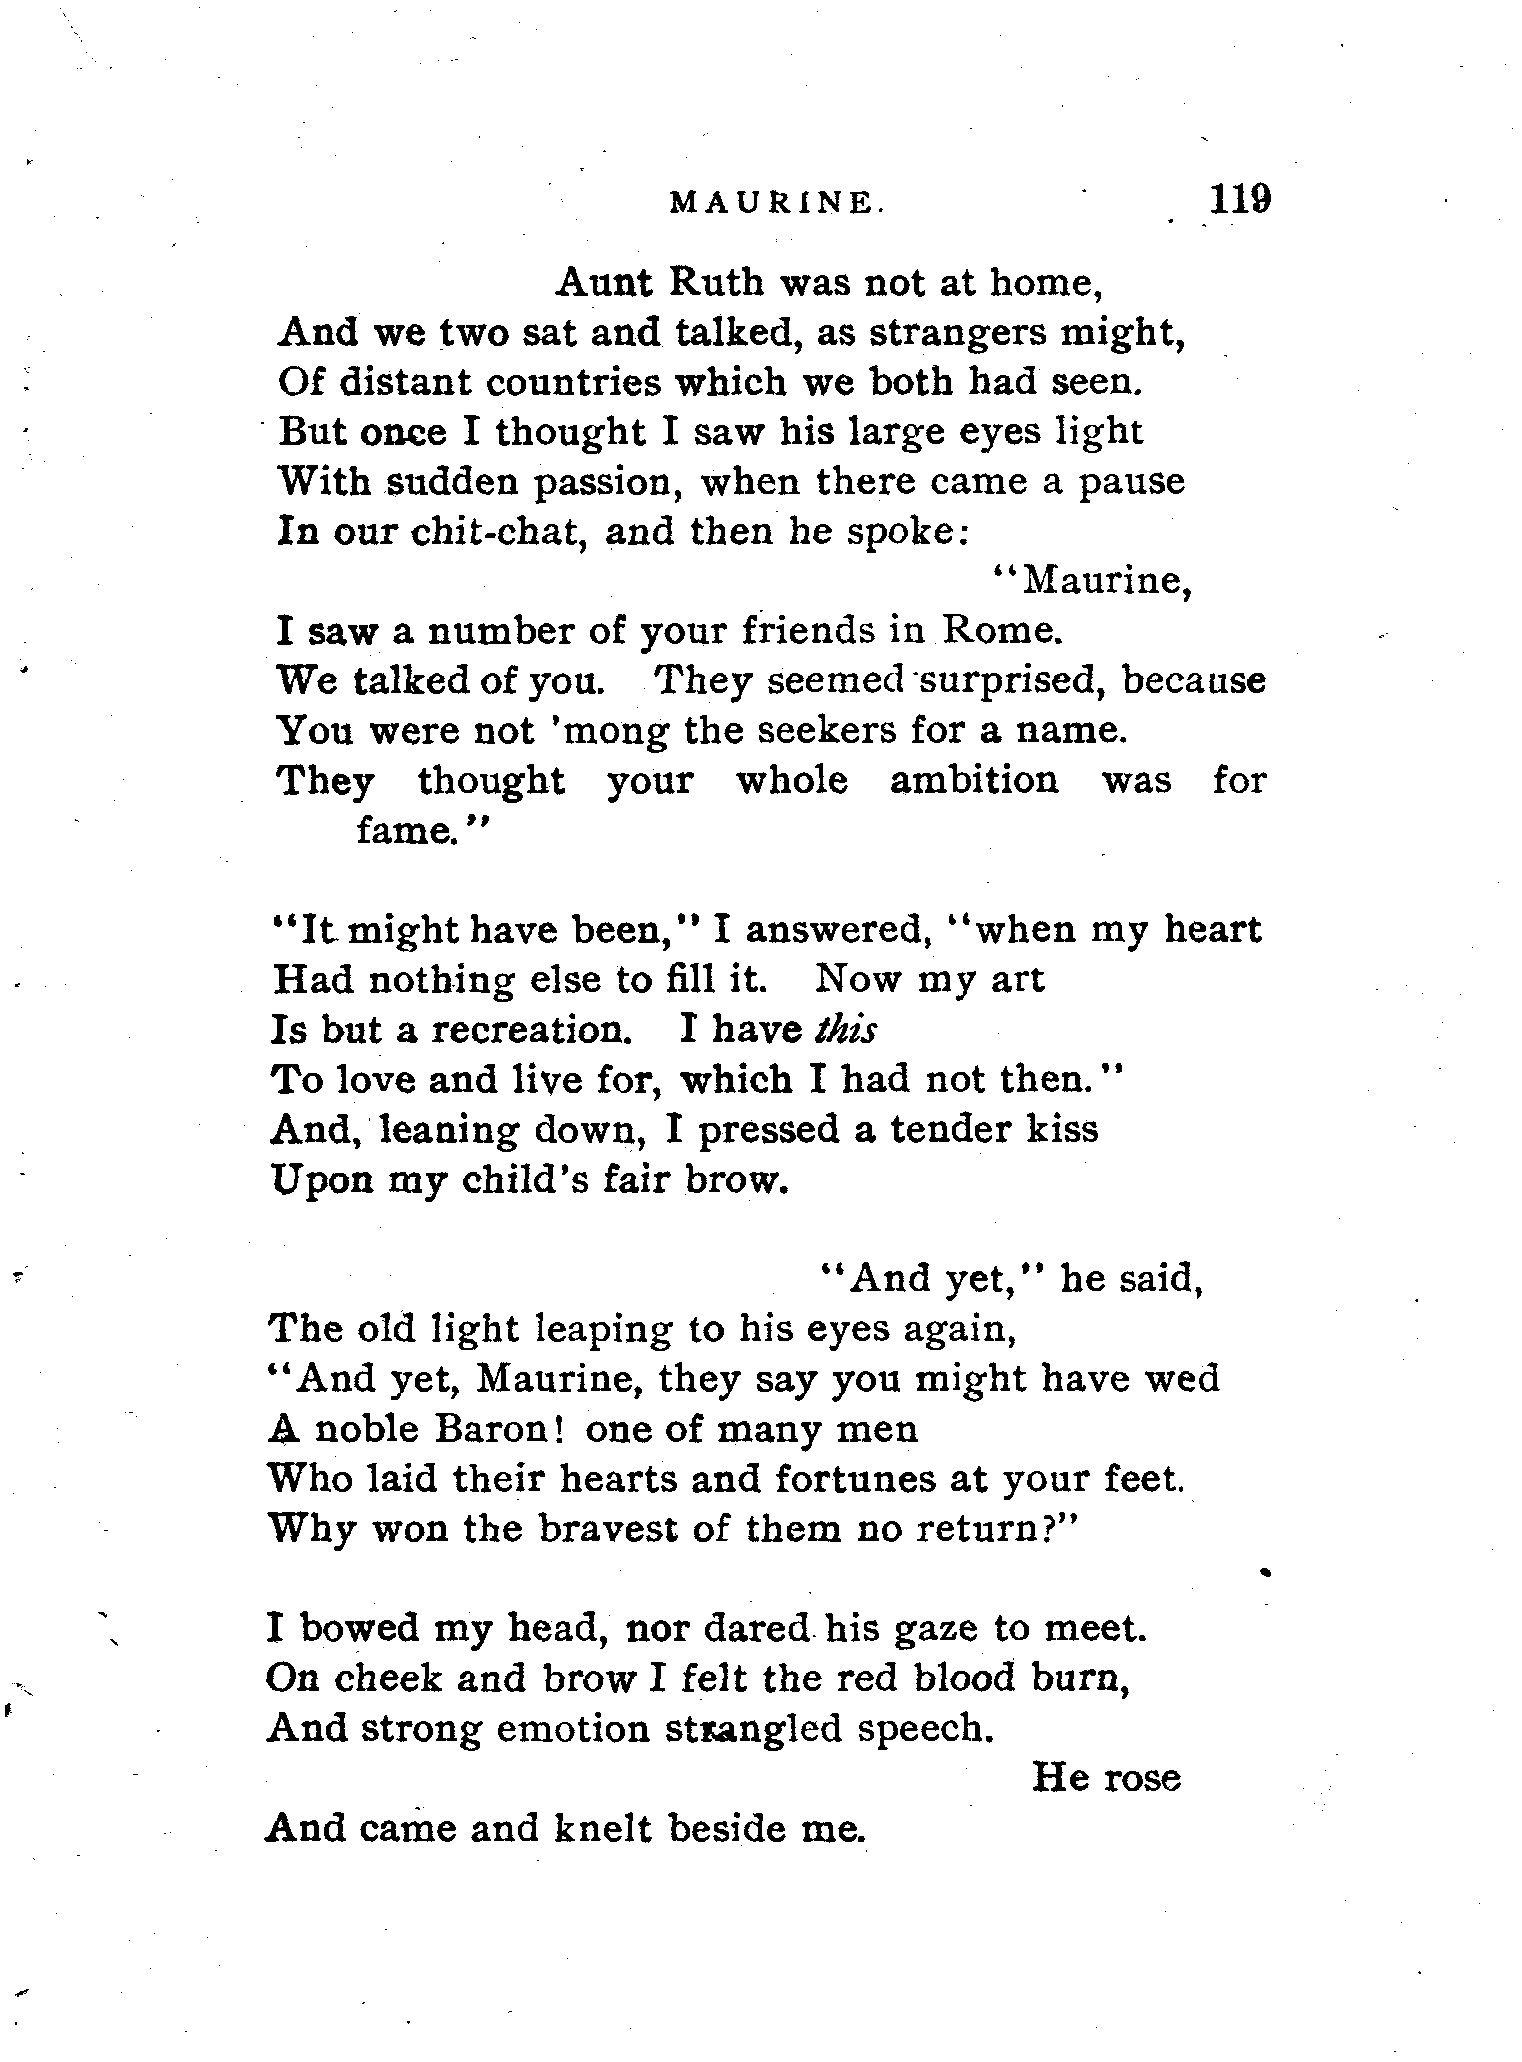 MAURINE. 119
Aunt Ruth was not at home,
And we two sat and talked, as strangers might,
Of distant countries which we both had seen.
But once I thought I saw his large eyes light
With sudden passion, when there came a pause
In our chit-chat, and then he spoke:
"Maurine,
I saw a number of your friends in Rome.
We talked of you. They seemed surprised, because
You were not 'mong the seekers for a name.
They thought your whole ambition was for
fame."
"It might have been," I answered, "when my heart
Had nothing else to fill it. Now my art
Is but a recreation. I have this
To love and live for, which I had not then."
And, leaning down, I pressed a tender kiss
Upon my child's fair brow.
"And yet," he said,
The old light leaping to his eyes again,
"And yet, Maurine, they say you might have wed
A noble Baron! one of many men
Who laid their hearts and fortunes at your feet.
Why won the bravest of them no return?"
I bowed my head, nor dared his gaze to meet.
On cheek and brow I felt the red blood burn,
And strong emotion strangled speech.
He rose
And came and knelt beside me.